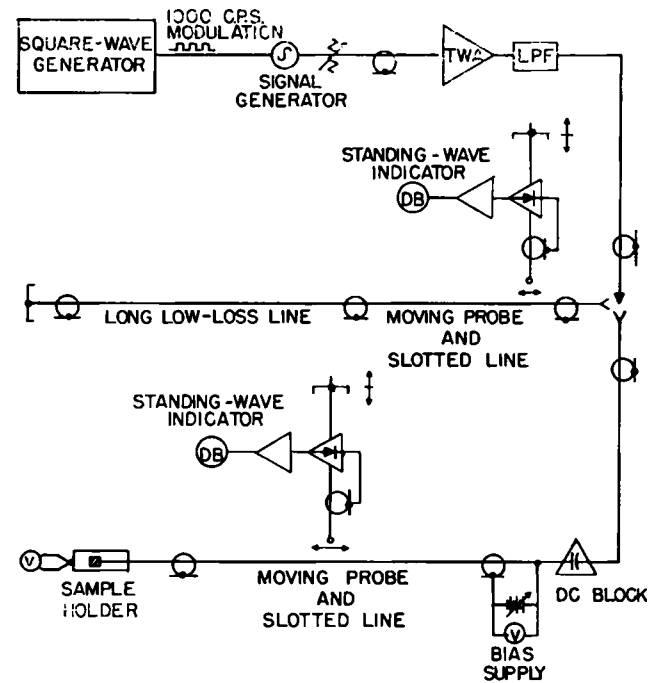 1000 C.P.S.
MODULATION
SQUARE-WAVE
GENERATOR
SIGNAL
GENERATOR
TWA
LPF
STANDING-WAVE
INDICATOR
DB
LONG LOW-LOSS LINE
MOVING PROBE
AND
SLOTTED LINE
STANDING-WAVE
INDICATOR
DB
V
SAMPLE
HOLDER
MOVING PROBE
AND
SLOTTED LINE
DC BLOCK
V
BIAS
SUPPLY